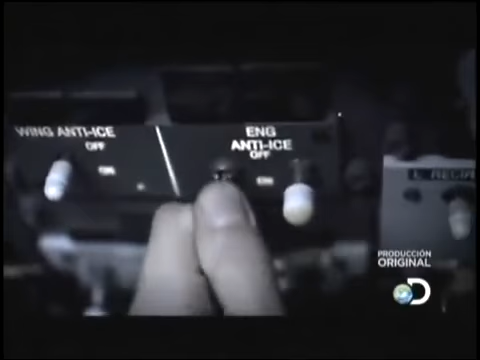 WING ANTI-ICE
OFF
ON
ENG
ANTI-ICE
OFF
ON
PRODUCCIÓN
ORIGINAL
D